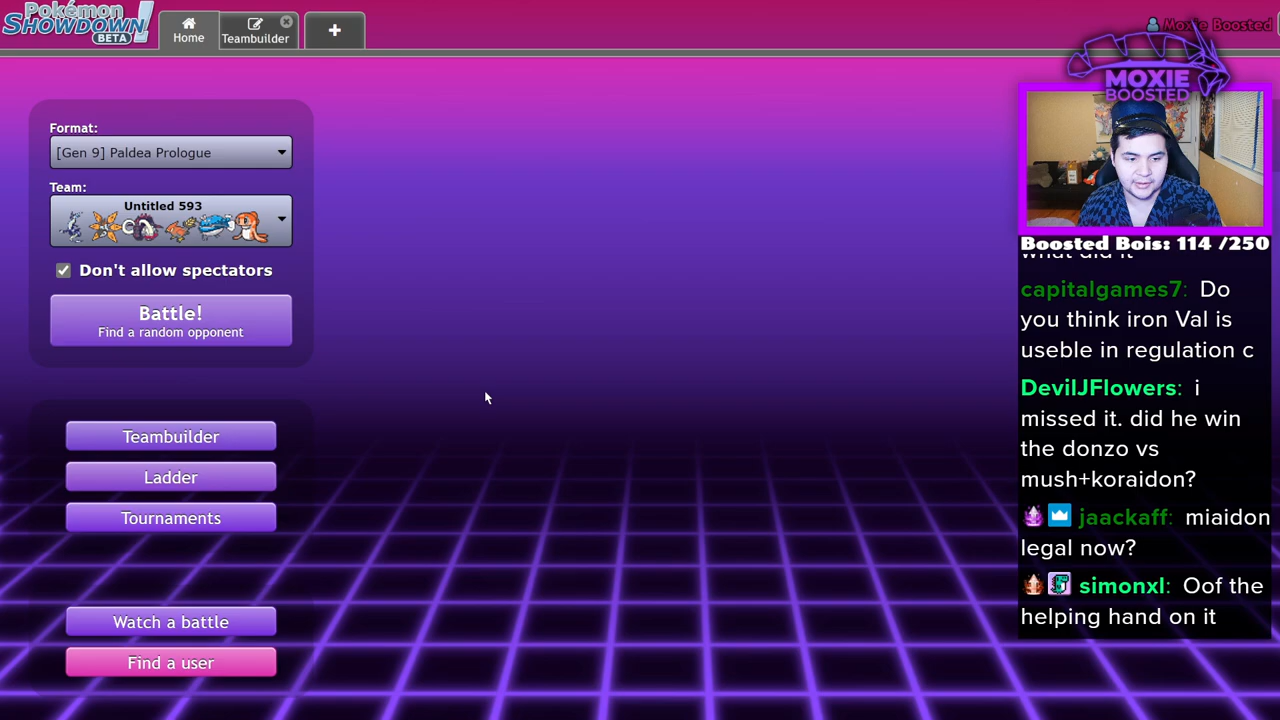 Pokémon
SHOWDOWN!
BETA
Home
Teambuilder
+
Moxie Boosted
MOXIE
BOOSTED
Format:
[Gen 9] Paldea Prologue
Team:
Untitled 593
Don't allow spectators
Battle!
Find a random opponent
Teambuilder
Ladder
Tournaments
Watch a battle
Find a user
Boosted Bois: 114 /250
what did it
capitalgames7: Do
you think iron Val is
useble in regulation c
DevilJFlowers: i
missed it. did he win
the donzo vs
mush+koraidon?
jaackaff: miaidon
legal now?
simonxl: Oof the
helping hand on it